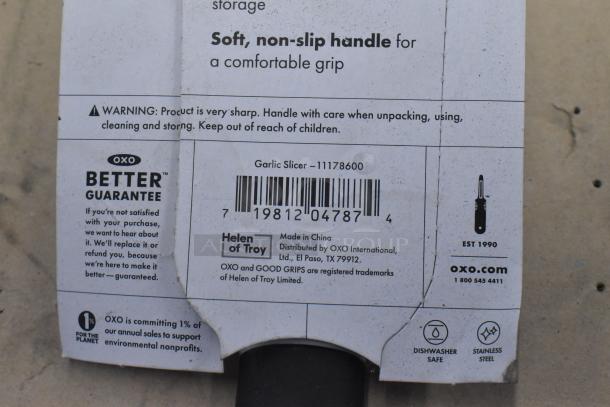 storage
Soft, non-slip handle for
a comfortable grip
WARNING: Product is very sharp. Handle with care when unpacking, using,
cleaning and storing. Keep out of reach of children.
OXO
BETTER™
GUARANTEE
If you're not satisfied
with your purchase,
we want to hear about
it. We'll replace it or
refund you, because
we're here to make it
better—guaranteed.
Garlic Slicer –11178600
7 19812 04787 4
Helen
of Troy
Made in China
Distributed by OXO International,
Ltd., El Paso, TX 79912.
OXO and GOOD GRIPS are registered trademarks
of Helen of Troy Limited.
EST 1990
oxo.com
1 800 545 4411
1%
FOR THE
PLANET
OXO is committing 1% of
our annual sales to support
environmental nonprofits.
DISHWASHER
SAFE
STAINLESS
STEEL